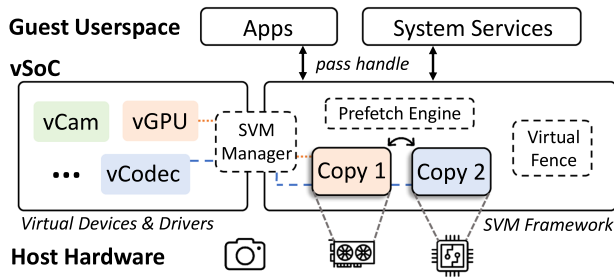 Guest Userspace
Apps
System Services
vSoC
pass handle
vCam
vGPU
SVM
Manager
Prefetch Engine
Virtual
Fence
...
vCodec
Copy 1
Copy 2
Virtual Devices & Drivers
SVM Framework
Host Hardware